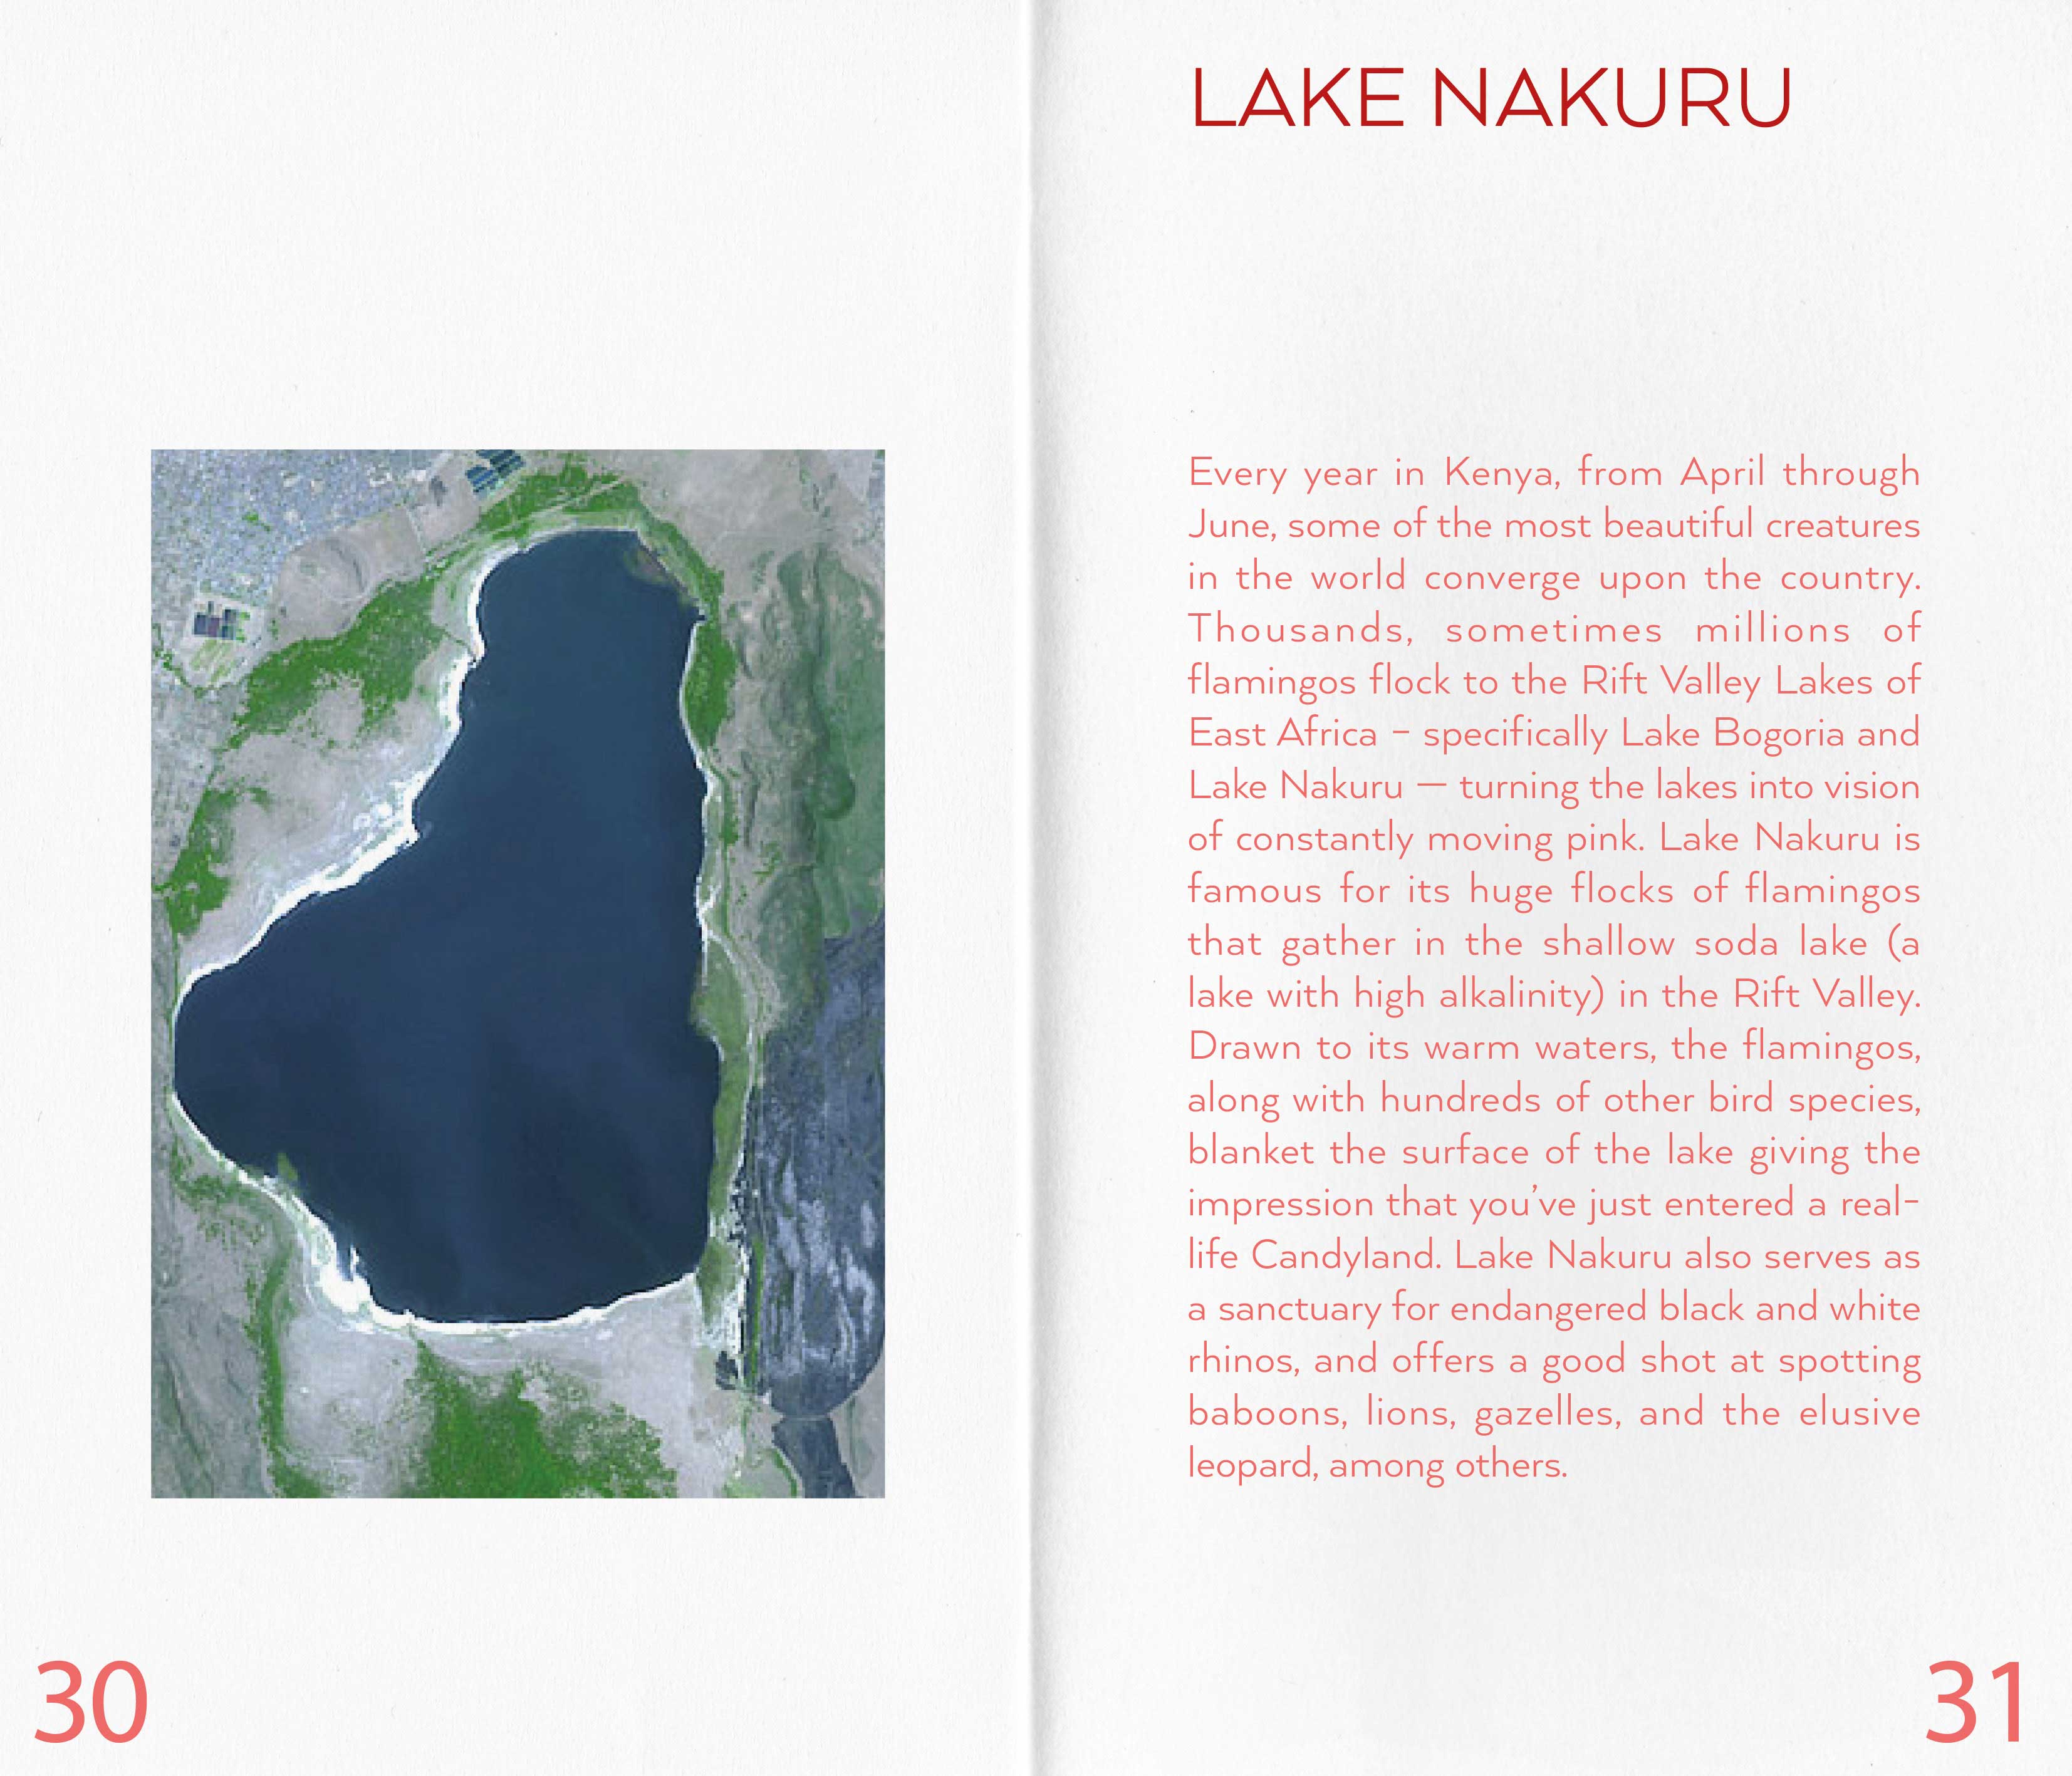 LAKE NAKURU
Every year in Kenya, from April through
June, some of the most beautiful creatures
in the world converge upon the country.
Thousands, sometimes millions of
flamingos flock to the Rift Valley Lakes of
East Africa – specifically Lake Bogoria and
Lake Nakuru — turning the lakes into vision
of constantly moving pink. Lake Nakuru is
famous for its huge flocks of flamingos
that gather in the shallow soda lake (a
lake with high alkalinity) in the Rift Valley.
Drawn to its warm waters, the flamingos,
along with hundreds of other bird species,
blanket the surface of the lake giving the
impression that you’ve just entered a real-
life Candyland. Lake Nakuru also serves as
a sanctuary for endangered black and white
rhinos, and offers a good shot at spotting
baboons, lions, gazelles, and the elusive
leopard, among others.
30
31